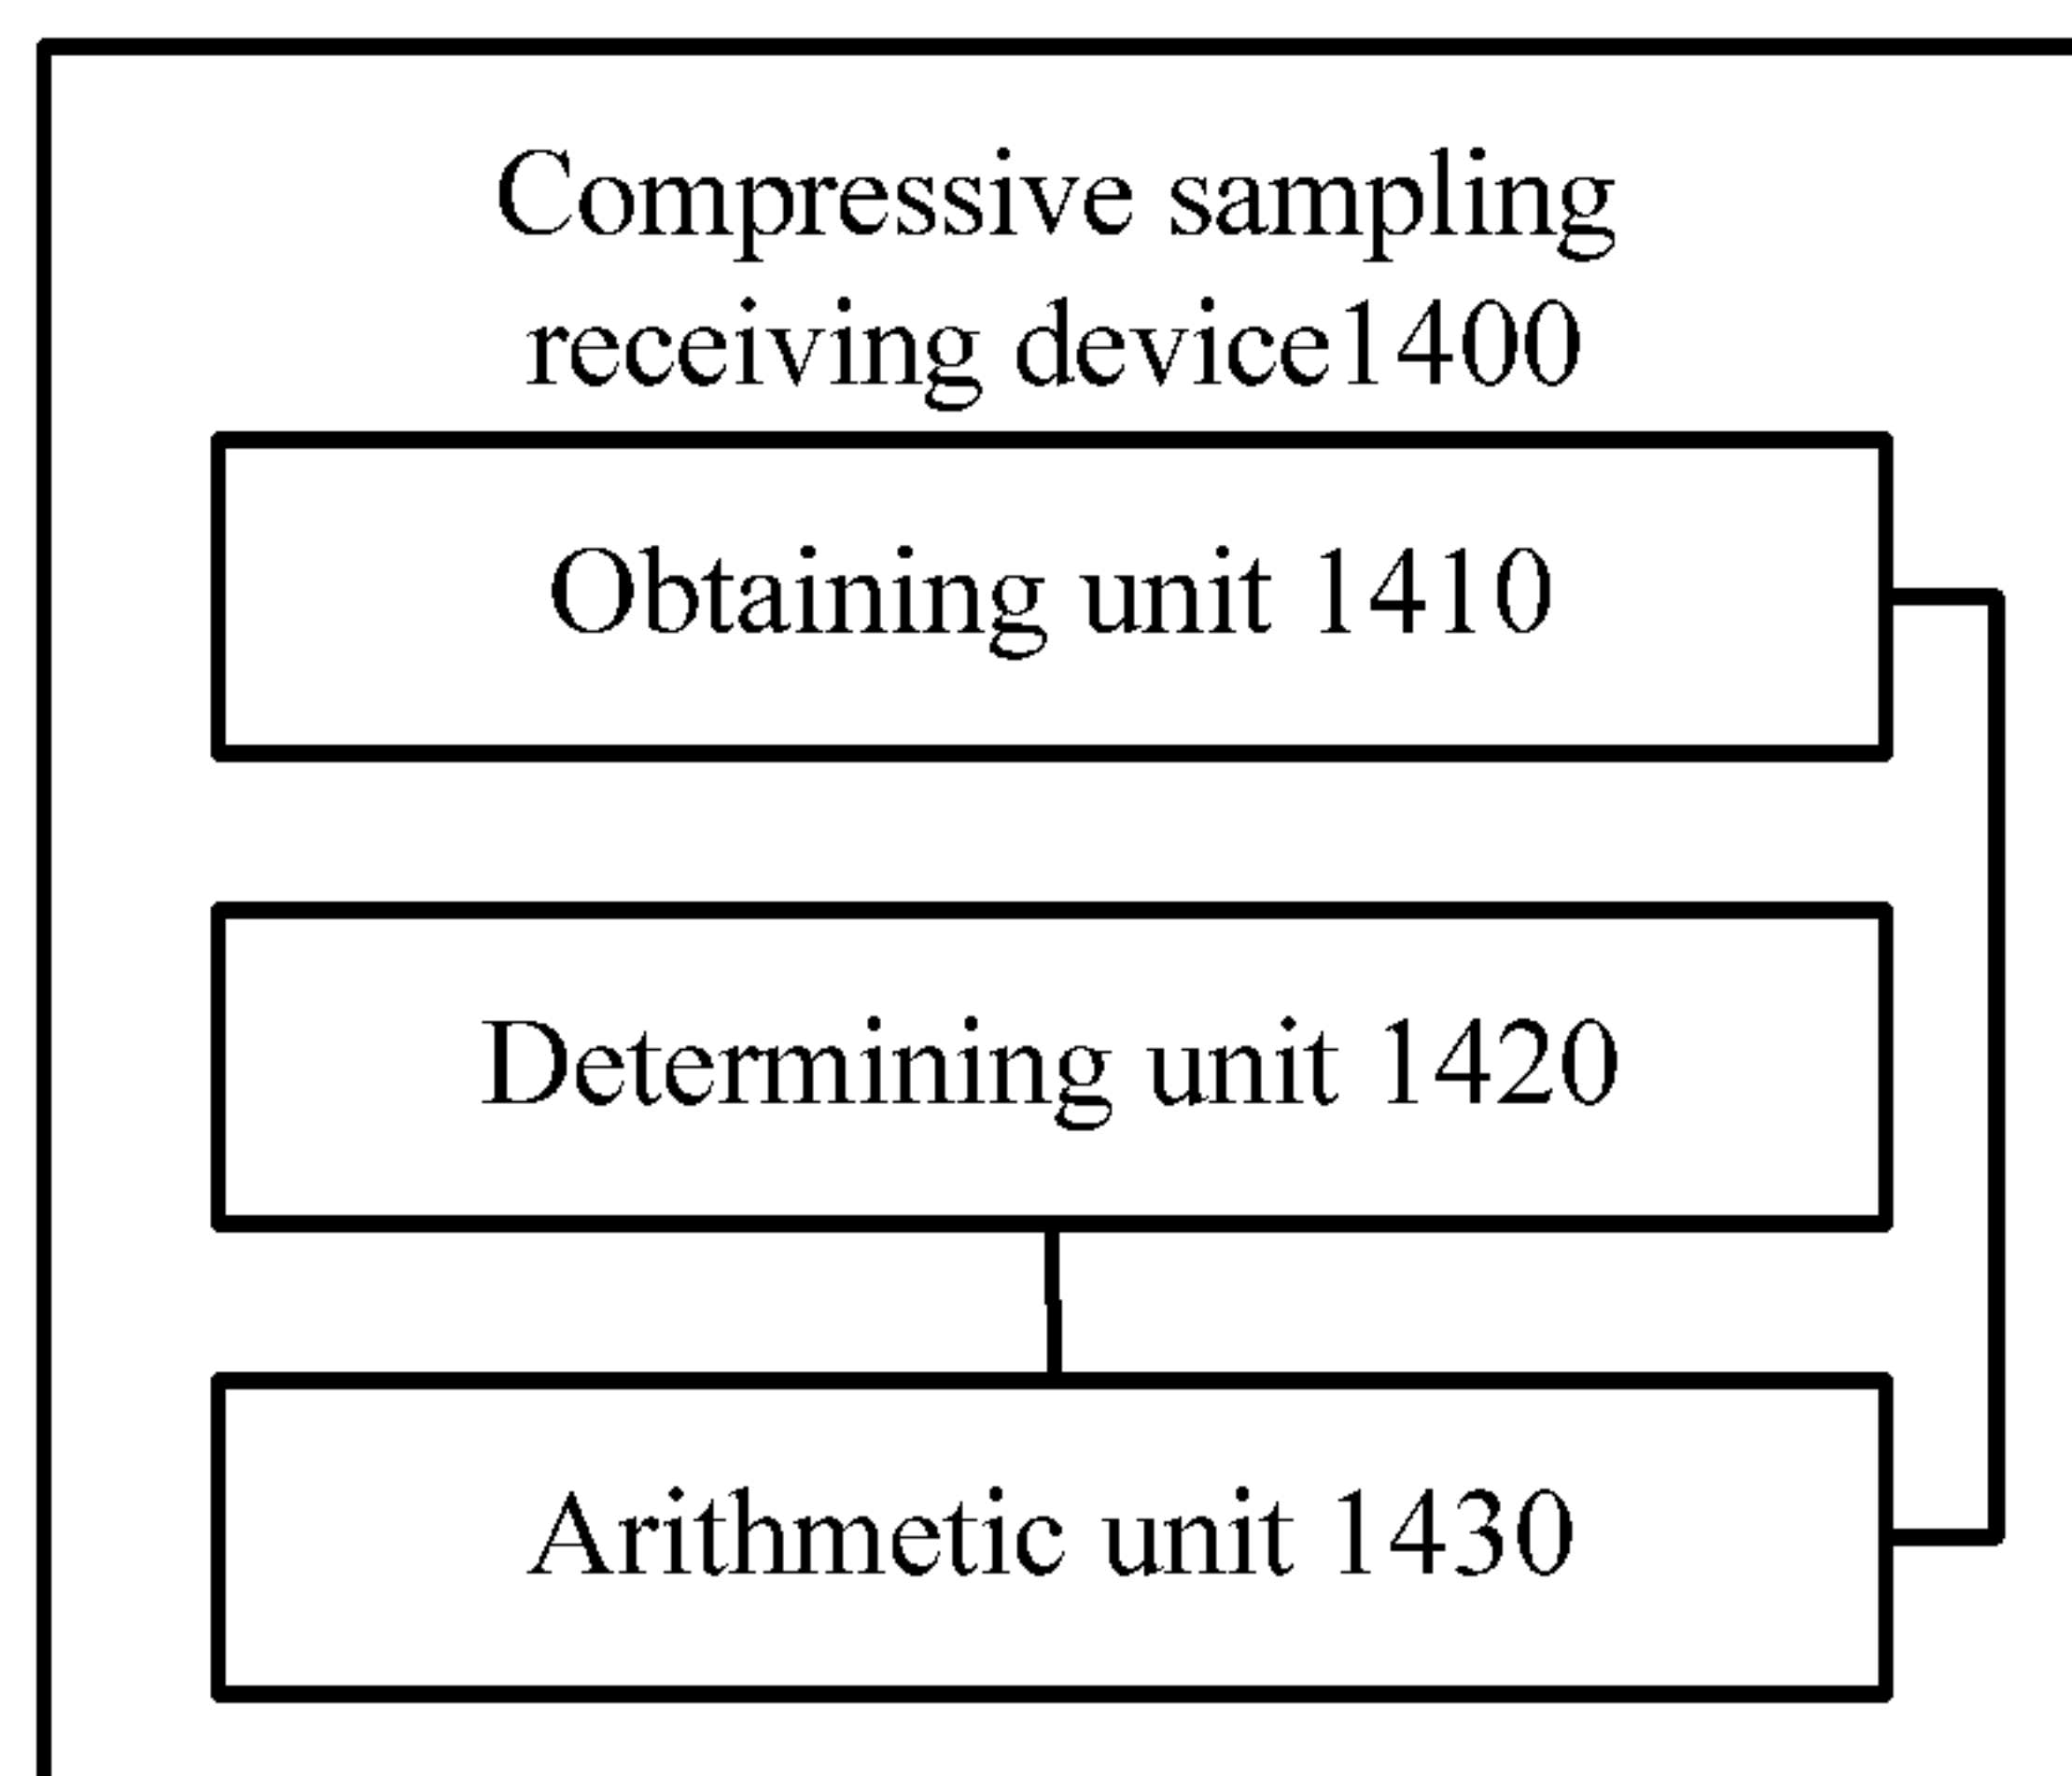 Compressive sampling
receiving device1400
Obtaining unit 1410
Determining unit 1420
Arithmetic unit 1430